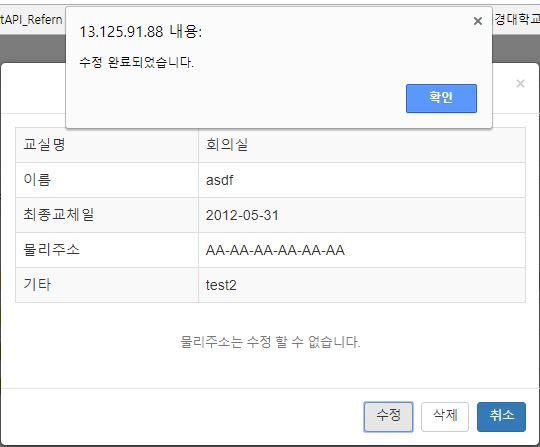 tAPI_Refern
경대학교
13.125.91.88 내용:
×
수정 완료되었습니다.
확인
×
교실명 회의실
이름 asdf
최종교체일 2012-05-31
물리주소 AA-AA-AA-AA-AA-AA
기타 test2
물리주소는 수정 할 수 없습니다.
수정 삭제 취소